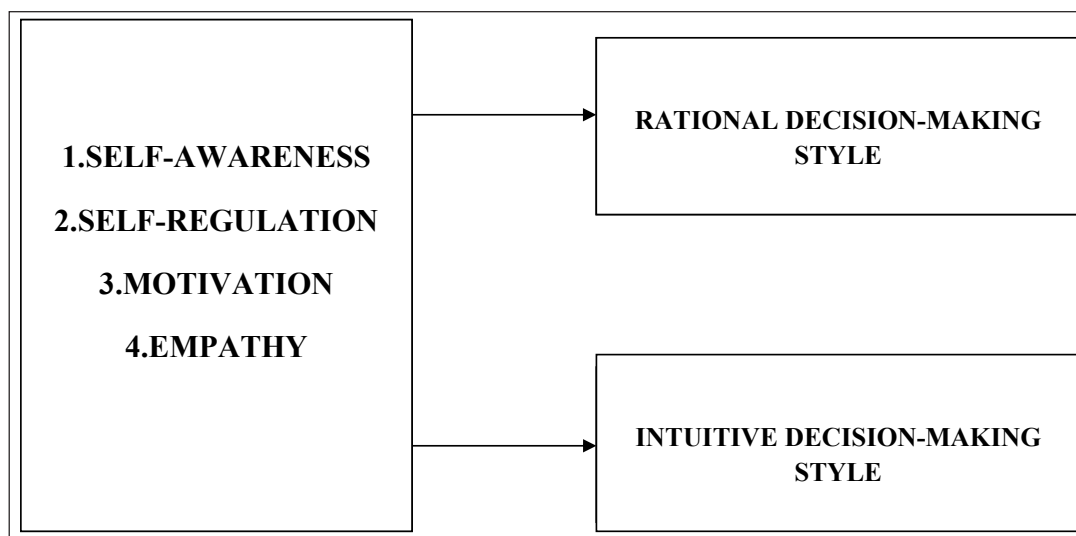 1.SELF-AWARENESS
2.SELF-REGULATION
3.MOTIVATION
4.EMPATHY
RATIONAL DECISION-MAKING
STYLE
INTUITIVE DECISION-MAKING
STYLE